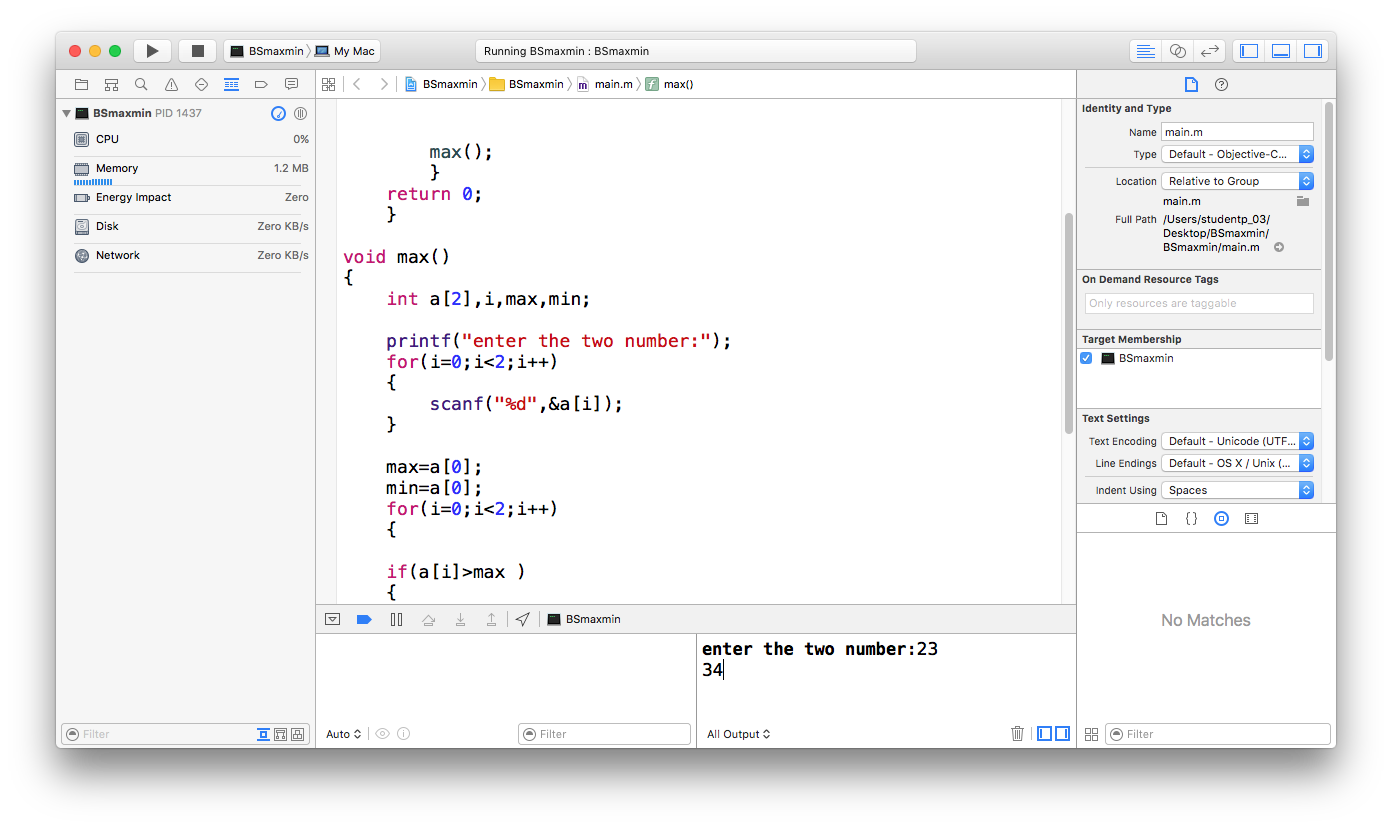 BSmaxmin My Mac
Running BSmaxmin : BSmaxmin
BSmaxmin BSmaxmin m main.m f max()
BSmaxmin PID 1437
CPU 0%
Memory 1.2 MB
Energy Impact Zero
Disk Zero KB/s
Network Zero KB/s
Filter
max();
}
return 0;
}
void max()
{
int a[2],i,max,min;
printf("enter the two number:");
for(i=0;i<2;i++)
{
scanf("%d",&a[i]);
}
max=a[0];
min=a[0];
for(i=0;i<2;i++)
{
if(a[i]>max )
{
BSmaxmin
enter the two number:23
34
Auto
Filter
All Output
Identity and Type
Name main.m
Type Default - Objective-C...
Location Relative to Group
main.m
Full Path /Users/studentp_03/
Desktop/BSmaxmin/
BSmaxmin/main.m
On Demand Resource Tags
Only resources are taggable
Target Membership
BSmaxmin
Text Settings
Text Encoding Default - Unicode (UTF...
Line Endings Default - OS X / Unix (...
Indent Using Spaces
{}
No Matches
Filter